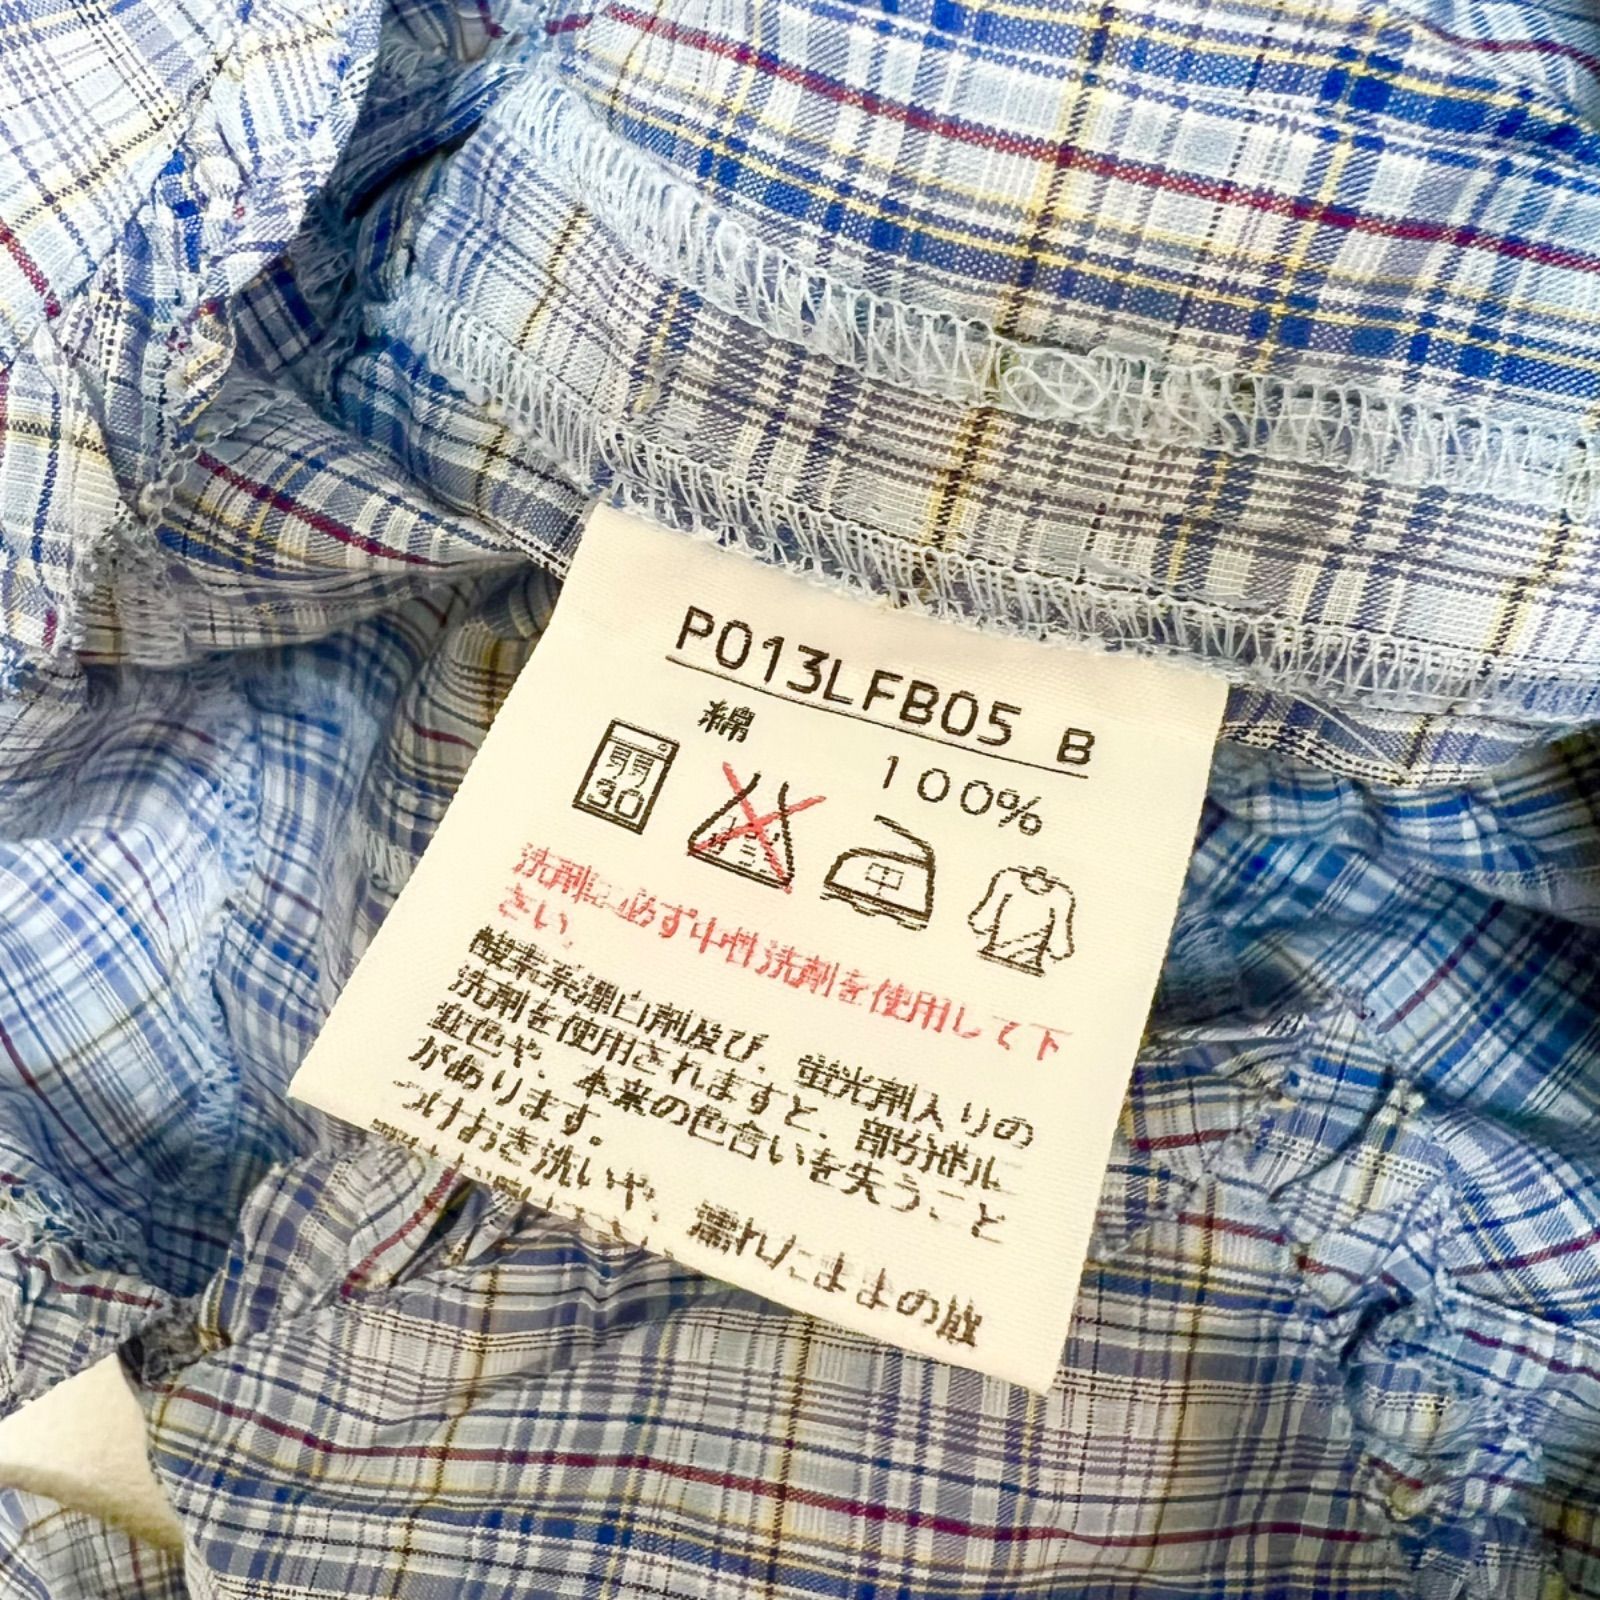 P013LFB05 B
綿 100%
弱
30
中
洗剤は必ず中性洗剤を使用して下
さい。
酸素系漂白剤及び、蛍光剤入りの
洗剤を使用されますと、部分的に
変色や、本来の色合いを失うこと
があります。
つけおき洗いや、濡れたままの放